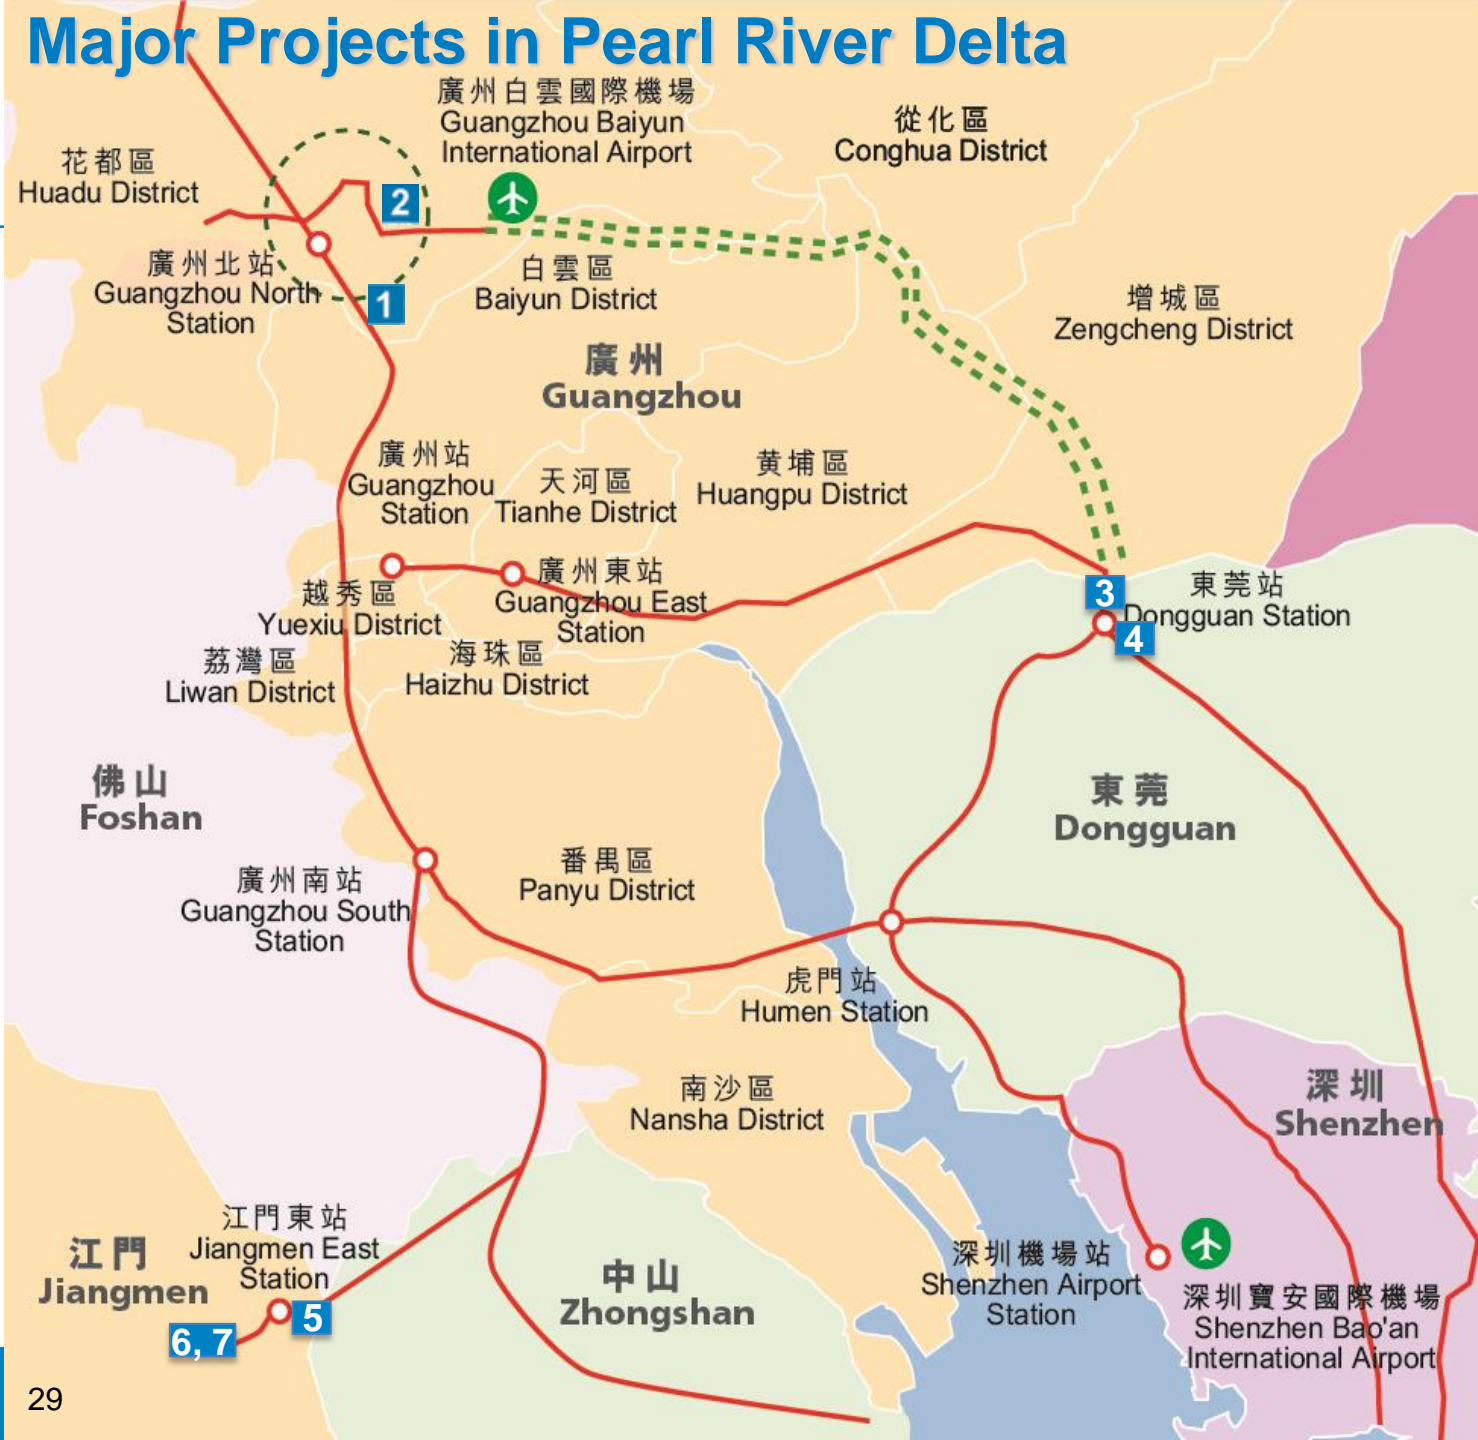 Major Projects in Pearl River Delta
廣州白雲國際機場
Guangzhou Baiyun
International Airport
從化區
Conghua District
花都區
Huadu District
2
廣州北站
Guangzhou North
Station
1
白雲區
Baiyun District
增城區
Zengcheng District
廣州
Guangzhou
廣州站
Guangzhou
Station
天河區
Tianhe District
黄埔區
Huangpu District
越秀區
Yuexiu District
廣州東站
Guangzhou East
Station
3
東莞站
Dongguan Station
4
荔灣區
Liwan District
海珠區
Haizhu District
佛山
Foshan
東莞
Dongguan
廣州南站
Guangzhou South
Station
番禺區
Panyu District
虎門站
Humen Station
南沙區
Nansha District
深圳
Shenzhen
江門東站
Jiangmen East
Station
江門
Jiangmen
5
6, 7
中山
Zhongshan
深圳機場站
Shenzhen Airport
Station
深圳寶安國際機場
Shenzhen Bao'an
International Airport
29